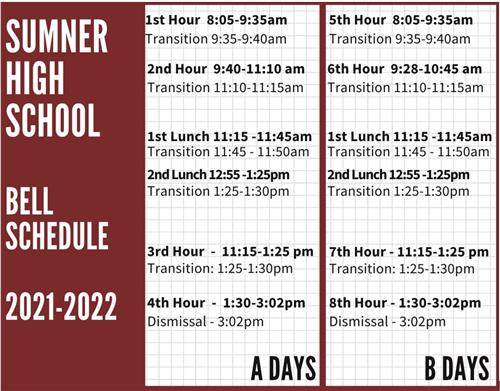 SUMNER
HIGH
SCHOOL
BELL
SCHEDULE
2021-2022
1st Hour 8:05-9:35am
Transition 9:35-9:40am
2nd Hour 9:40-11:10 am
Transition 11:10-11:15am
1st Lunch 11:15 -11:45am
Transition 11:45 - 11:50am
2nd Lunch 12:55 -1:25pm
Transition 1:25-1:30pm
3rd Hour - 11:15-1:25 pm
Transition: 1:25-1:30pm
4th Hour - 1:30-3:02pm
Dismissal - 3:02pm
A DAYS
5th Hour 8:05-9:35am
Transition 9:35-9:40am
6th Hour 9:28-10:45 am
Transition 11:10-11:15am
1st Lunch 11:15 -11:45am
Transition 11:45 - 11:50am
2nd Lunch 12:55 -1:25pm
Transition 1:25-1:30pm
7th Hour - 11:15-1:25 pm
Transition: 1:25-1:30pm
8th Hour - 1:30-3:02pm
Dismissal - 3:02pm
B DAYS